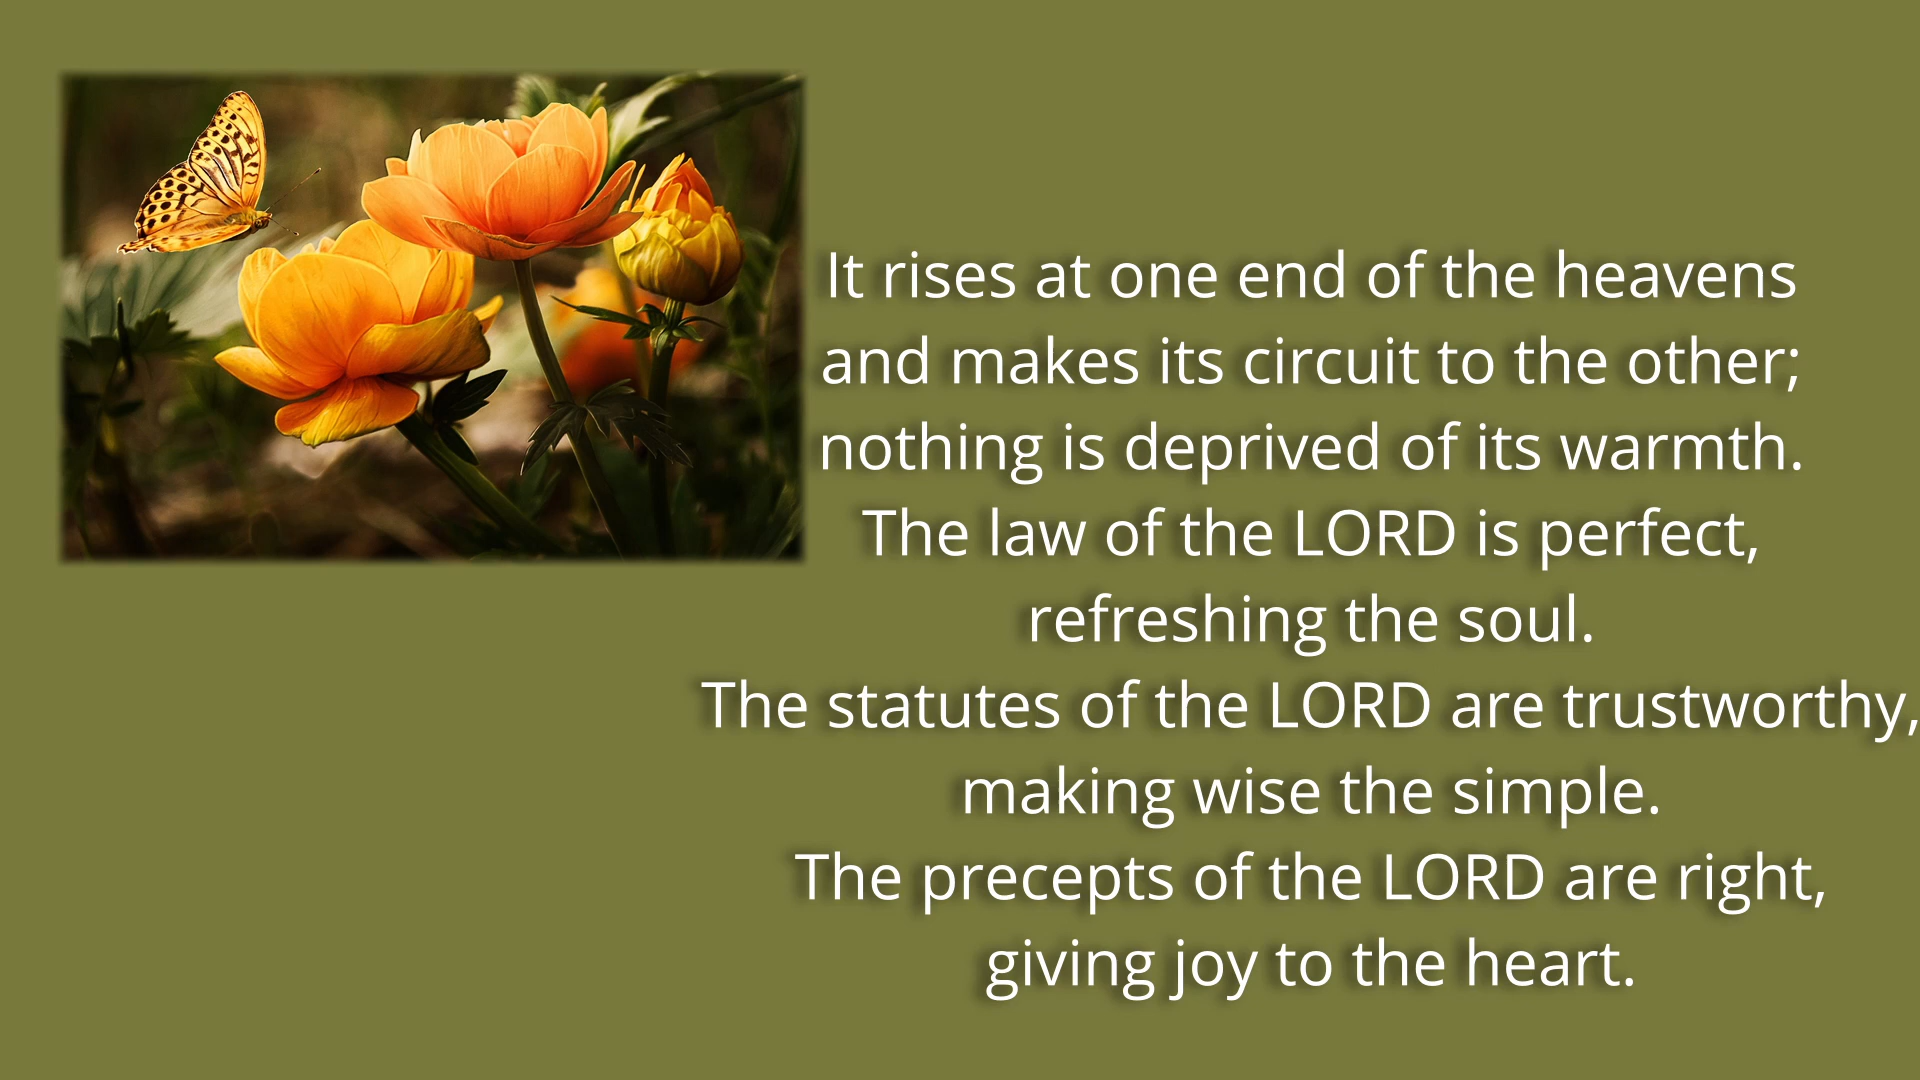 It rises at one end of the heavens
and makes its circuit to the other;
nothing is deprived of its warmth.
The law of the LORD is perfect,
refreshing the soul.
The statutes of the LORD are trustworthy,
making wise the simple.
The precepts of the LORD are right,
giving joy to the heart.